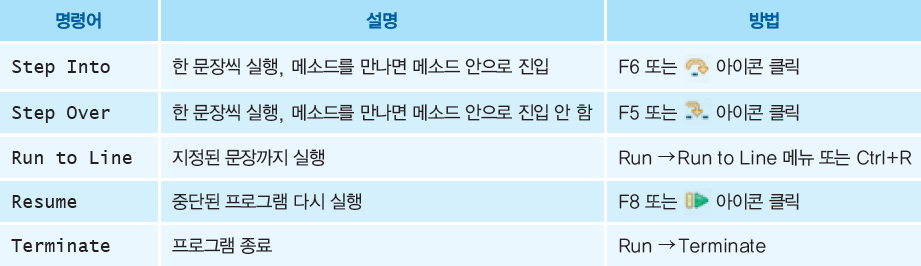 명령어 설명 방법
Step Into 한 문장씩 실행, 메소드를 만나면 메소드 안으로 진입 F6 또는 아이콘 클릭
Step Over 한 문장씩 실행, 메소드를 만나면 메소드 안으로 진입 안 함 F5 또는 아이콘 클릭
Run to Line 지정된 문장까지 실행 Run →Run to Line 메뉴 또는 Ctrl+R
Resume 중단된 프로그램 다시 실행 F8 또는 아이콘 클릭
Terminate 프로그램 종료 Run →Terminate